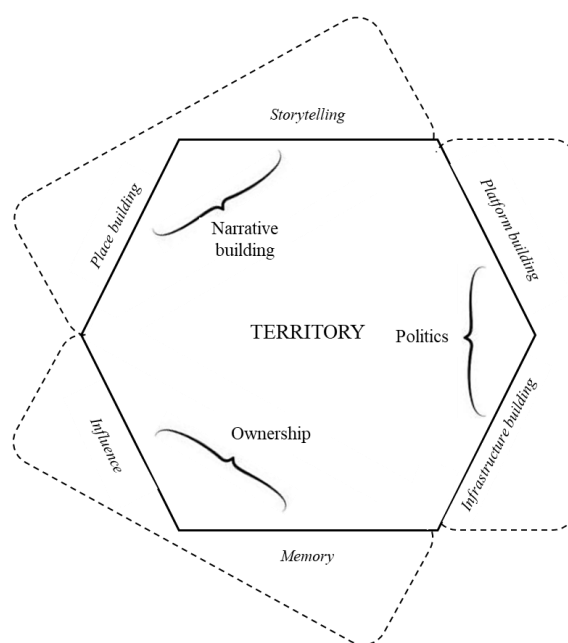 Storytelling
Place building
Platform building
Narrative
building
TERRITORY
Politics
Ownership
Influence
Infrastructure building
Memory